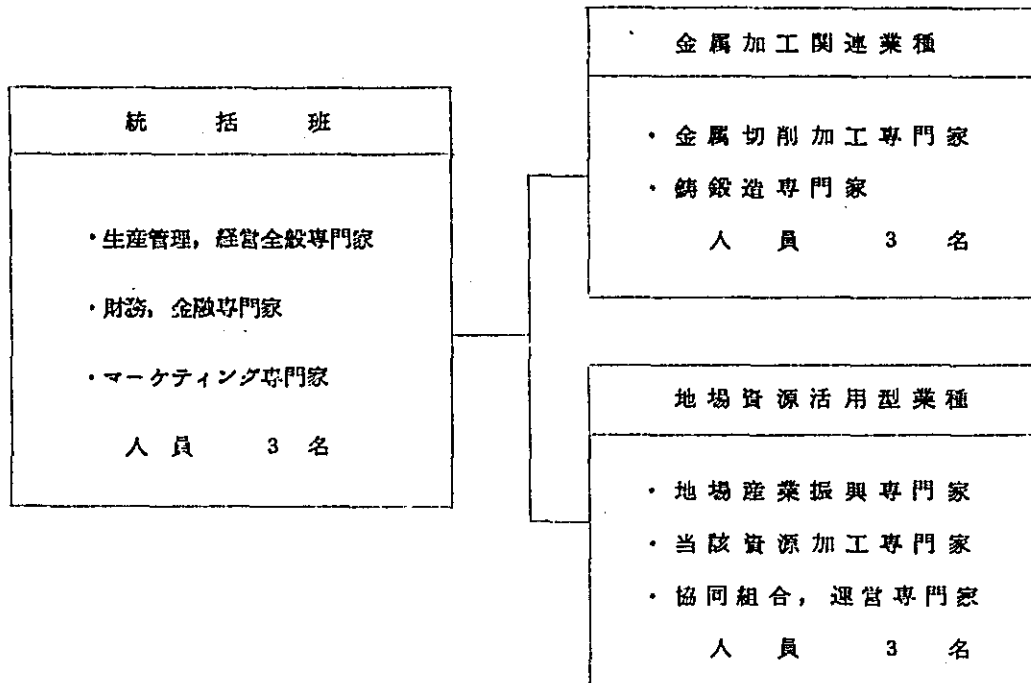 統括班
・生産管理，経営全般専門家
・財務，金融専門家
・マーケティング専門家
人員 3名
金属加工関連業種
・金属切削加工専門家
・鋳鍛造専門家
人員 3名
地場資源活用型業種
・地場産業振興専門家
・当該資源加工専門家
・協同組合，運営専門家
人員 3名